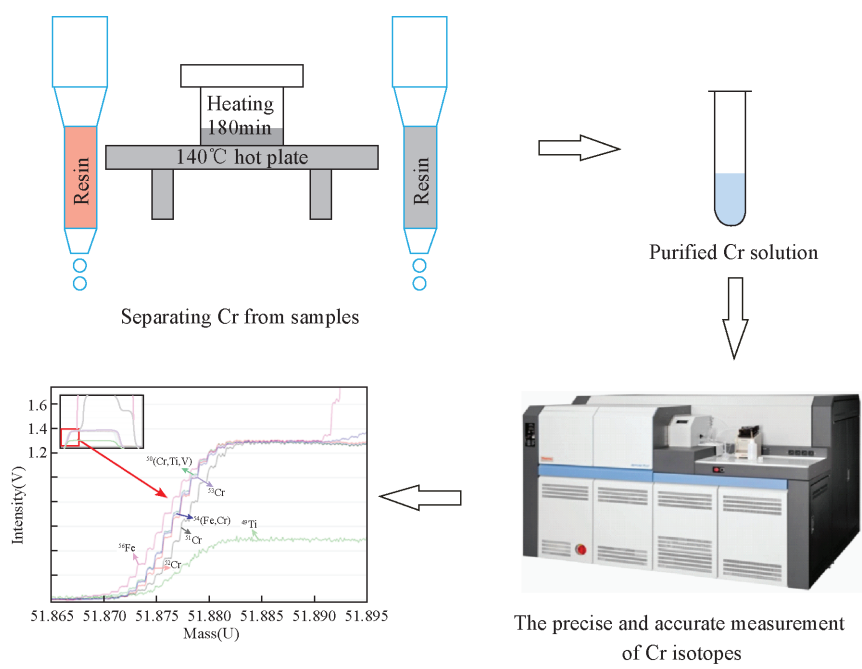 Heating
180min
140℃ hot plate
Resin
Resin
Separating Cr from samples
Purified Cr solution
The precise and accurate measurement
of Cr isotopes
Intensity(V)
1.6
1.4
1.2
⁵⁰(Cr,Ti,V)
⁵³Cr
⁵⁴(Fe,Cr)
⁵¹Cr
⁴⁹Ti
⁵⁶Fe
⁵²Cr
51.865 51.870 51.875 51.880 51.885 51.890 51.895
Mass(U)